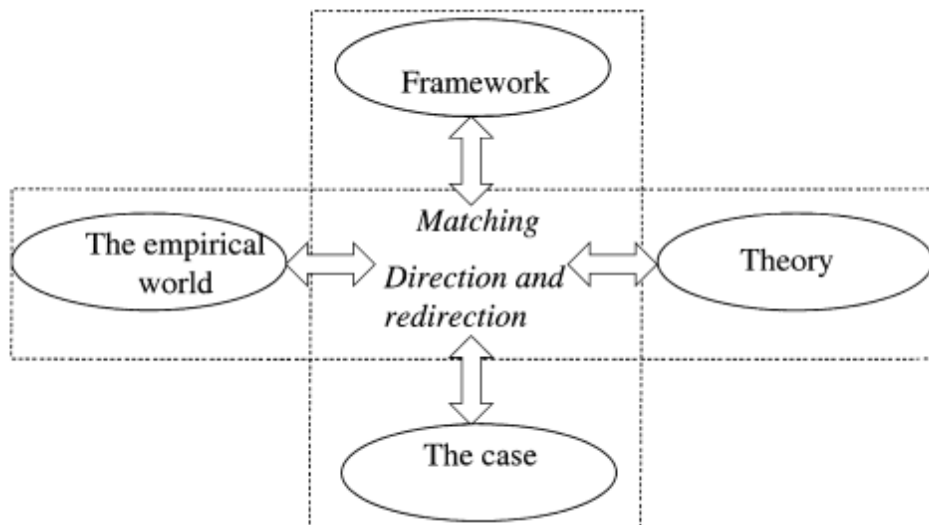 Framework
Matching
The empirical
world
Direction and
redirection
Theory
The case